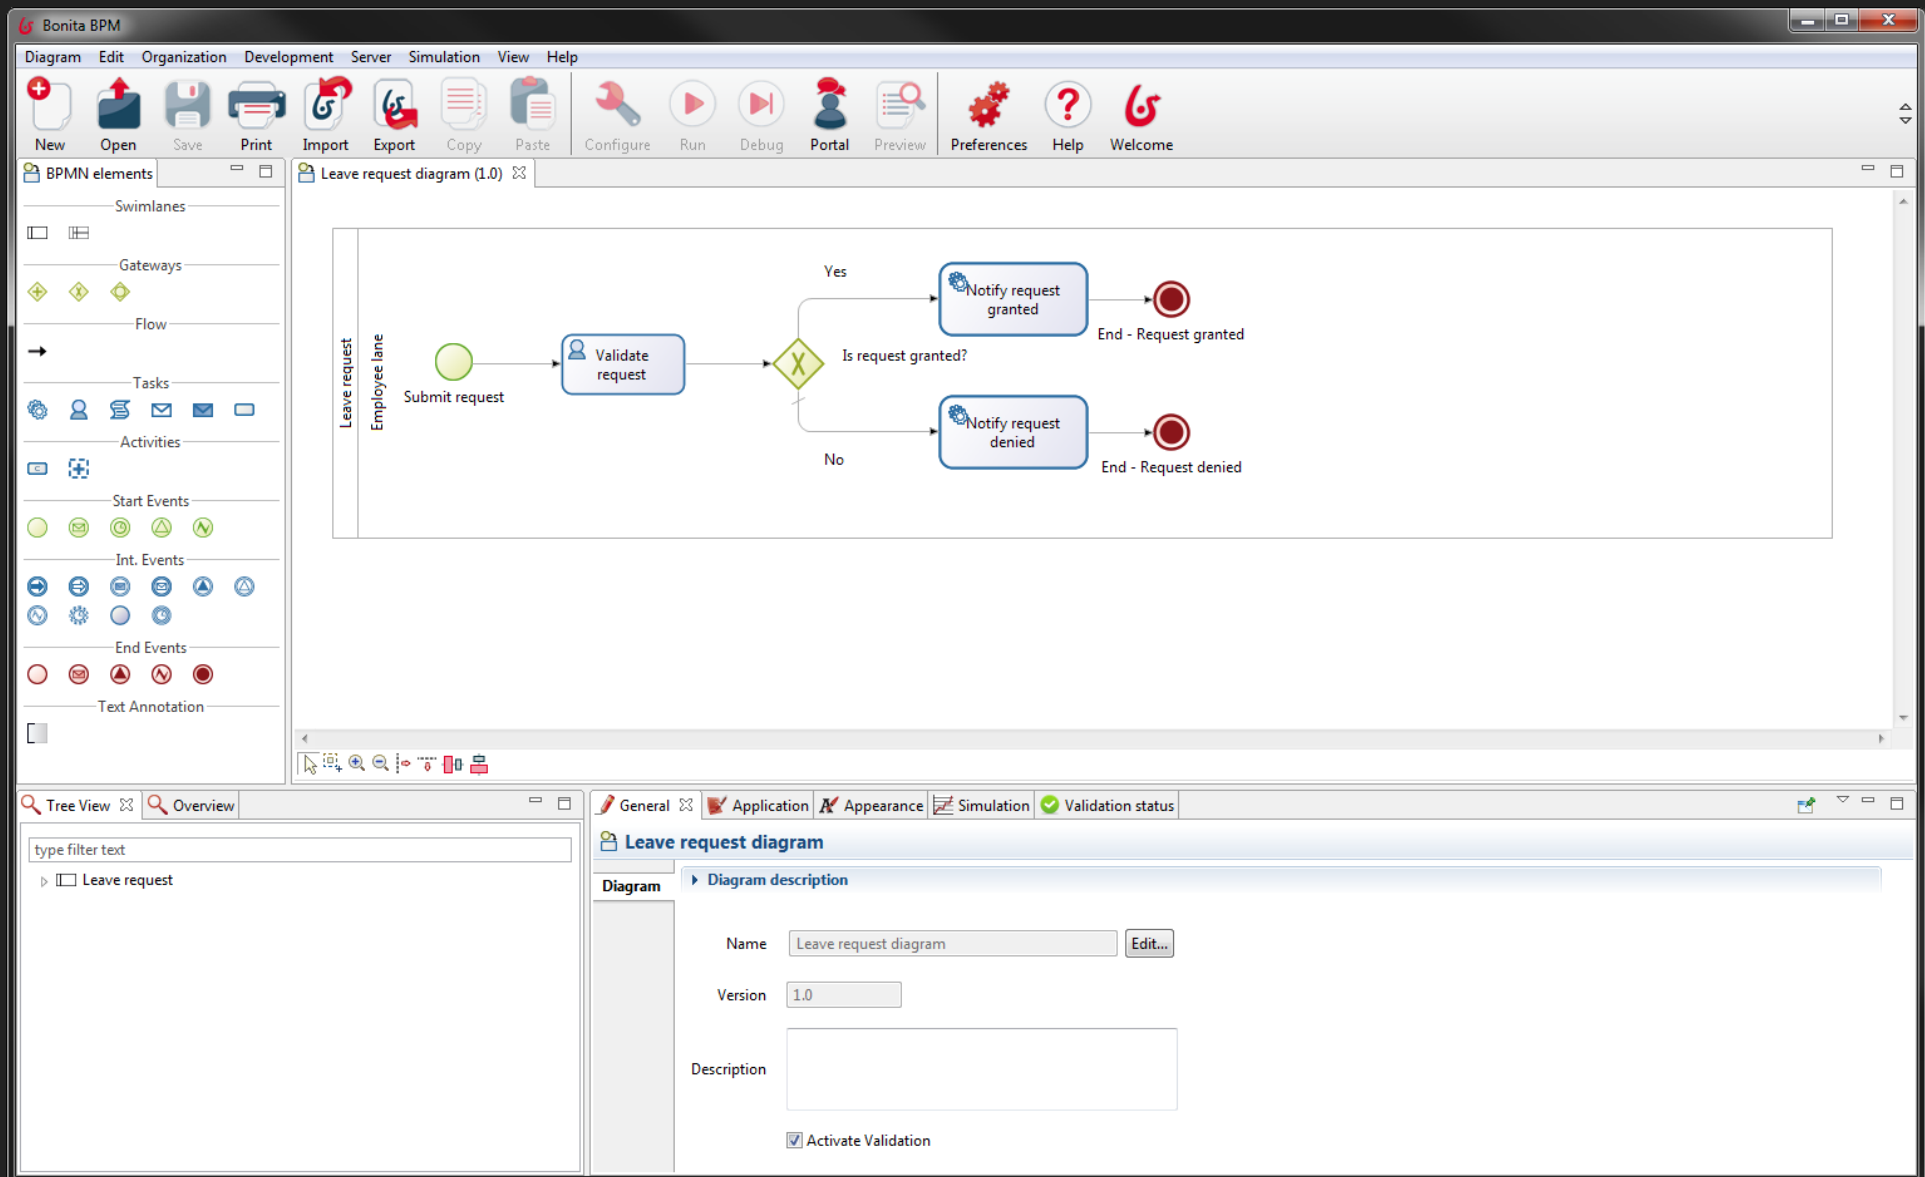 Bonita BPM
Diagram Edit Organization Development Server Simulation View Help
New Open Save Print Import Export Copy Paste Configure Run Debug Portal Preview Preferences Help Welcome
BPMN elements
Leave request diagram (1.0)
Swimlanes
Gateways
Flow
Tasks
Activities
Start Events
Int. Events
End Events
Text Annotation
Leave request
Employee lane
Submit request
Validate
request
Is request granted?
Yes
Notify request
granted
End - Request granted
No
Notify request
denied
End - Request denied
Tree View Overview
type filter text
Leave request
General Application Appearance Simulation Validation status
Leave request diagram
Diagram
Diagram description
Name Leave request diagram Edit...
Version 1.0
Description
Activate Validation